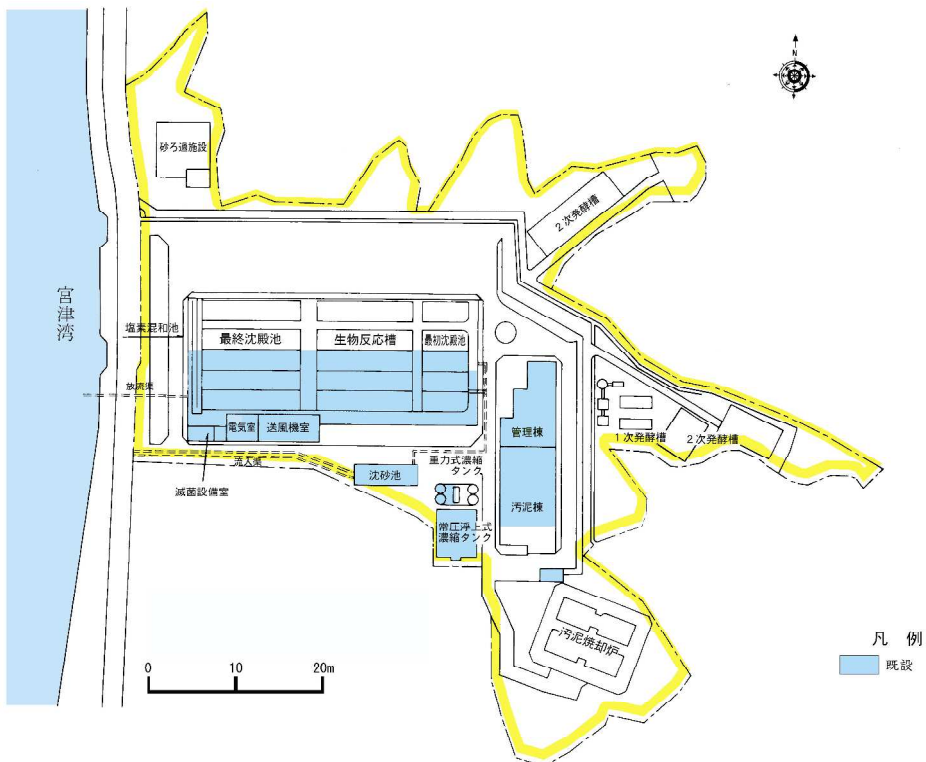 N
砂ろ過施設
2次発酵槽
宮津湾
塩素混和池
最終沈殿池
生物反応槽
最初沈殿池
放流渠
電気室
送風機室
管理棟
1次発酵槽
2次発酵槽
流入渠
重力式濃縮
タンク
沈砂池
滅菌設備室
汚泥棟
常圧浮上式
濃縮タンク
汚泥焼却炉
凡 例
既設
0
10
20m